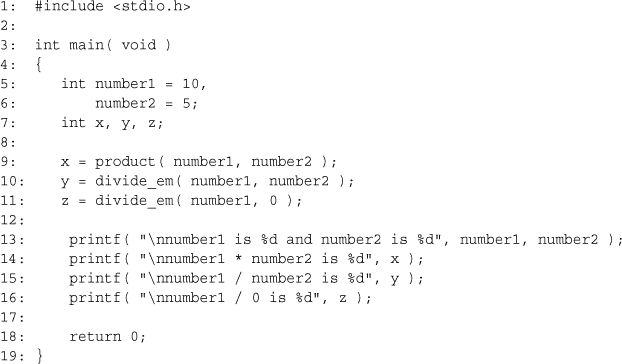 1:  #include <stdio.h>
2:
3:  int main( void )
4:  {
5:     int number1 = 10,
6:         number2 = 5;
7:     int x, y, z;
8:
9:     x = product( number1, number2 );
10:    y = divide_em( number1, number2 );
11:    z = divide_em( number1, 0 );
12:
13:     printf( "\nnumber1 is %d and number2 is %d", number1, number2 );
14:     printf( "\nnumber1 * number2 is %d", x );
15:     printf( "\nnumber1 / number2 is %d", y );
16:     printf( "\nnumber1 / 0 is %d", z );
17:
18:     return 0;
19: }